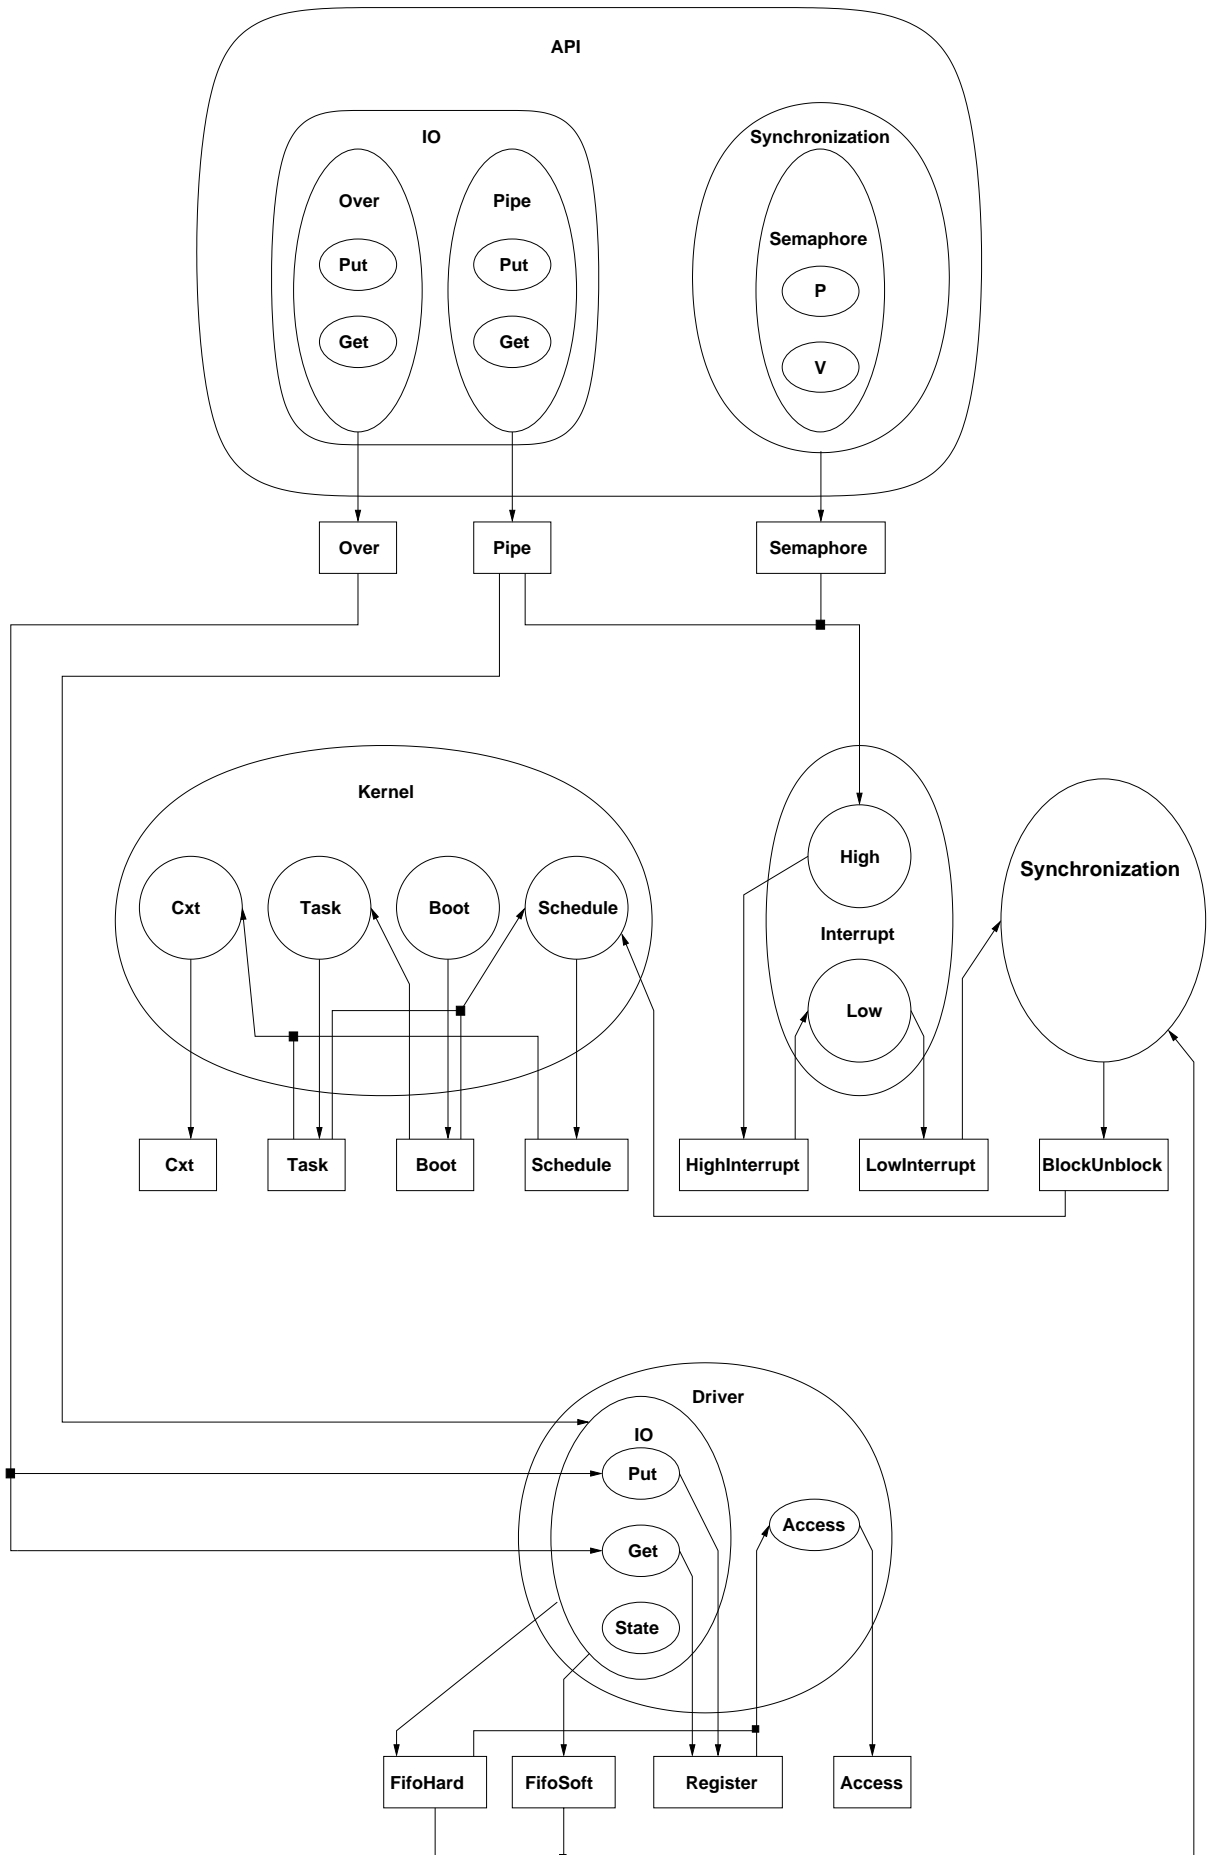 API
IO
Synchronization
Over
Pipe
Semaphore
Put
Put
P
Get
Get
V
Over
Pipe
Semaphore
Kernel
High
Synchronization
Cxt
Task
Boot
Schedule
Interrupt
Low
Cxt
Task
Boot
Schedule
HighInterrupt
LowInterrupt
BlockUnblock
Driver
IO
Put
Access
Get
State
FifoHard
FifoSoft
Register
Access